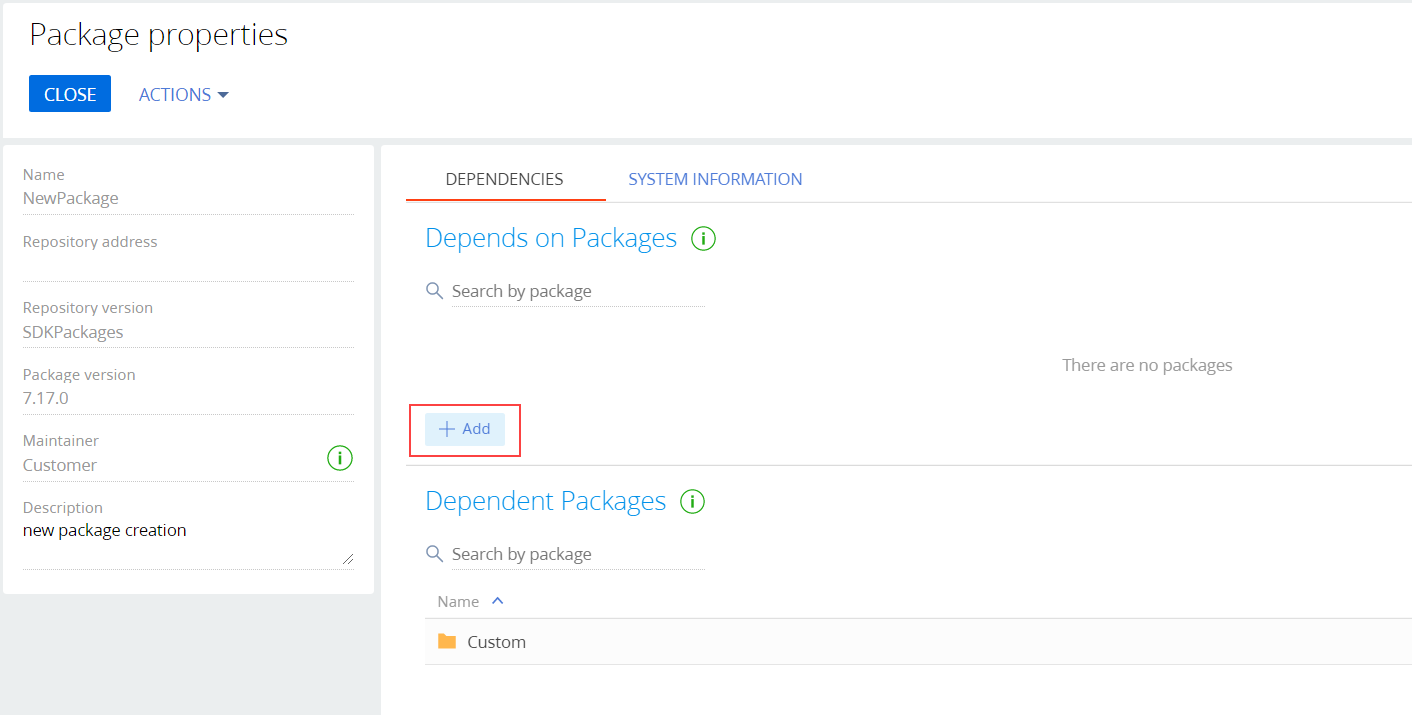 Package properties
CLOSE
ACTIONS
Name
NewPackage
Repository address
Repository version
SDKPackages
Package version
7.17.0
Maintainer
Customer
Description
new package creation
DEPENDENCIES
SYSTEM INFORMATION
Depends on Packages
Search by package
There are no packages
Add
Dependent Packages
Search by package
Name
Custom